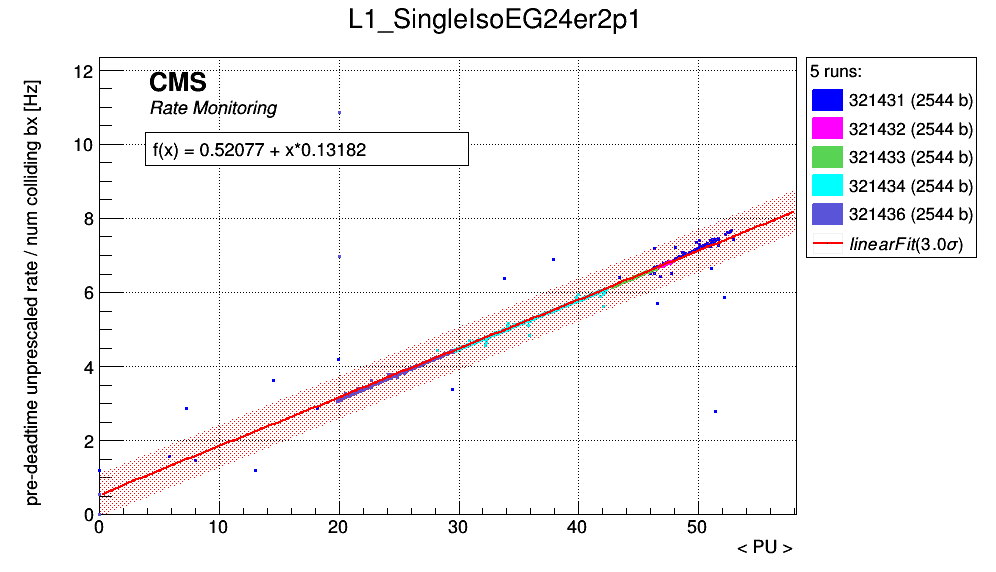 L1_SingleIsoEG24er2p1
pre-deadtime unprescaled rate / num colliding bx [Hz]
CMS
Rate Monitoring
f(x) = 0.52077 + x*0.13182
12
10
8
6
4
2
0
0 10 20 30 40 50
< PU >
5 runs:
321431 (2544 b)
321432 (2544 b)
321433 (2544 b)
321434 (2544 b)
321436 (2544 b)
linearFit(3.0σ)